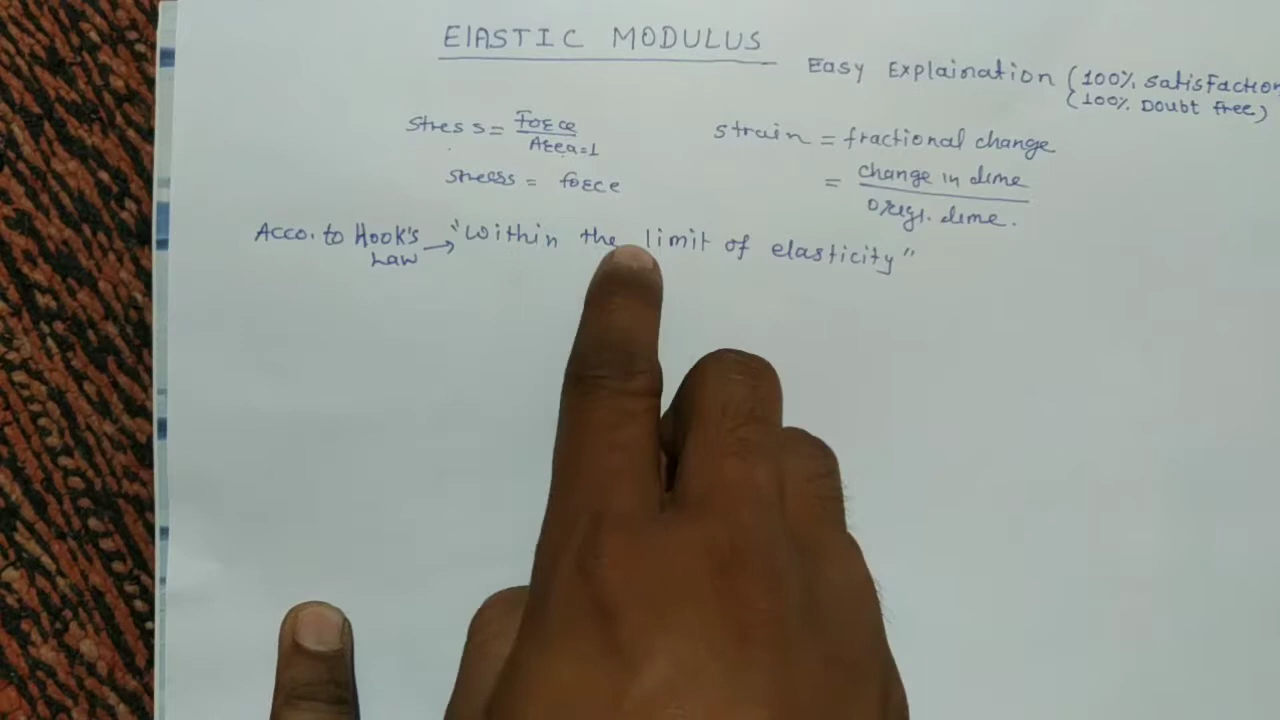 ElASTIC MODULUS
Easy Explaination (100% satisfaction
(100% Doubt free)
Stress = Force
Area=1
stress = force
strain = fractional change
= change in dime
origi. dime.
Acco. to Hook's → "Within the limit of elasticity"
Law